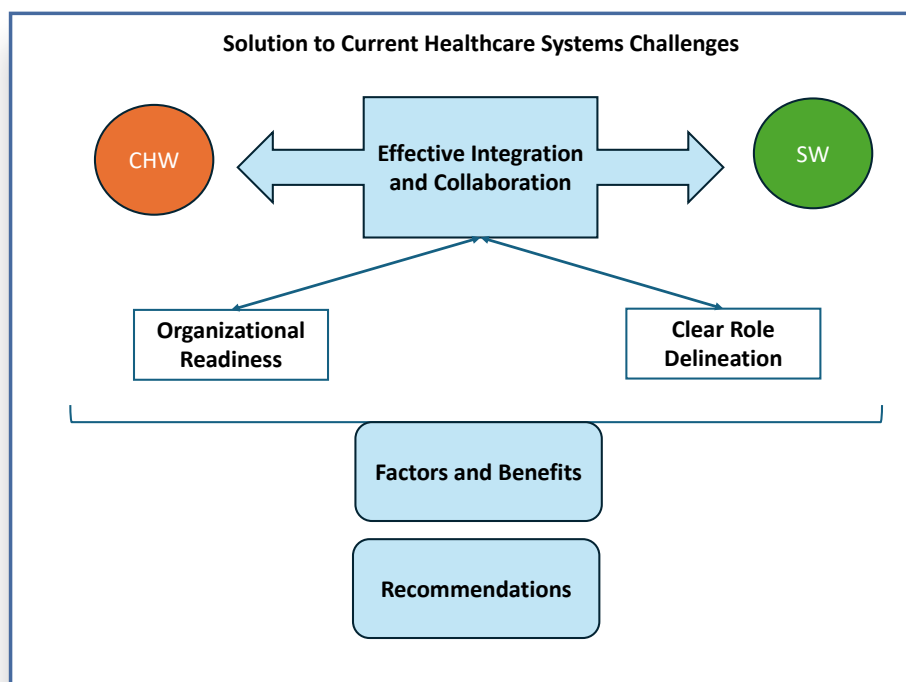 Solution to Current Healthcare Systems Challenges
CHW
Effective Integration
and Collaboration
SW
Organizational
Readiness
Clear Role
Delineation
Factors and Benefits
Recommendations